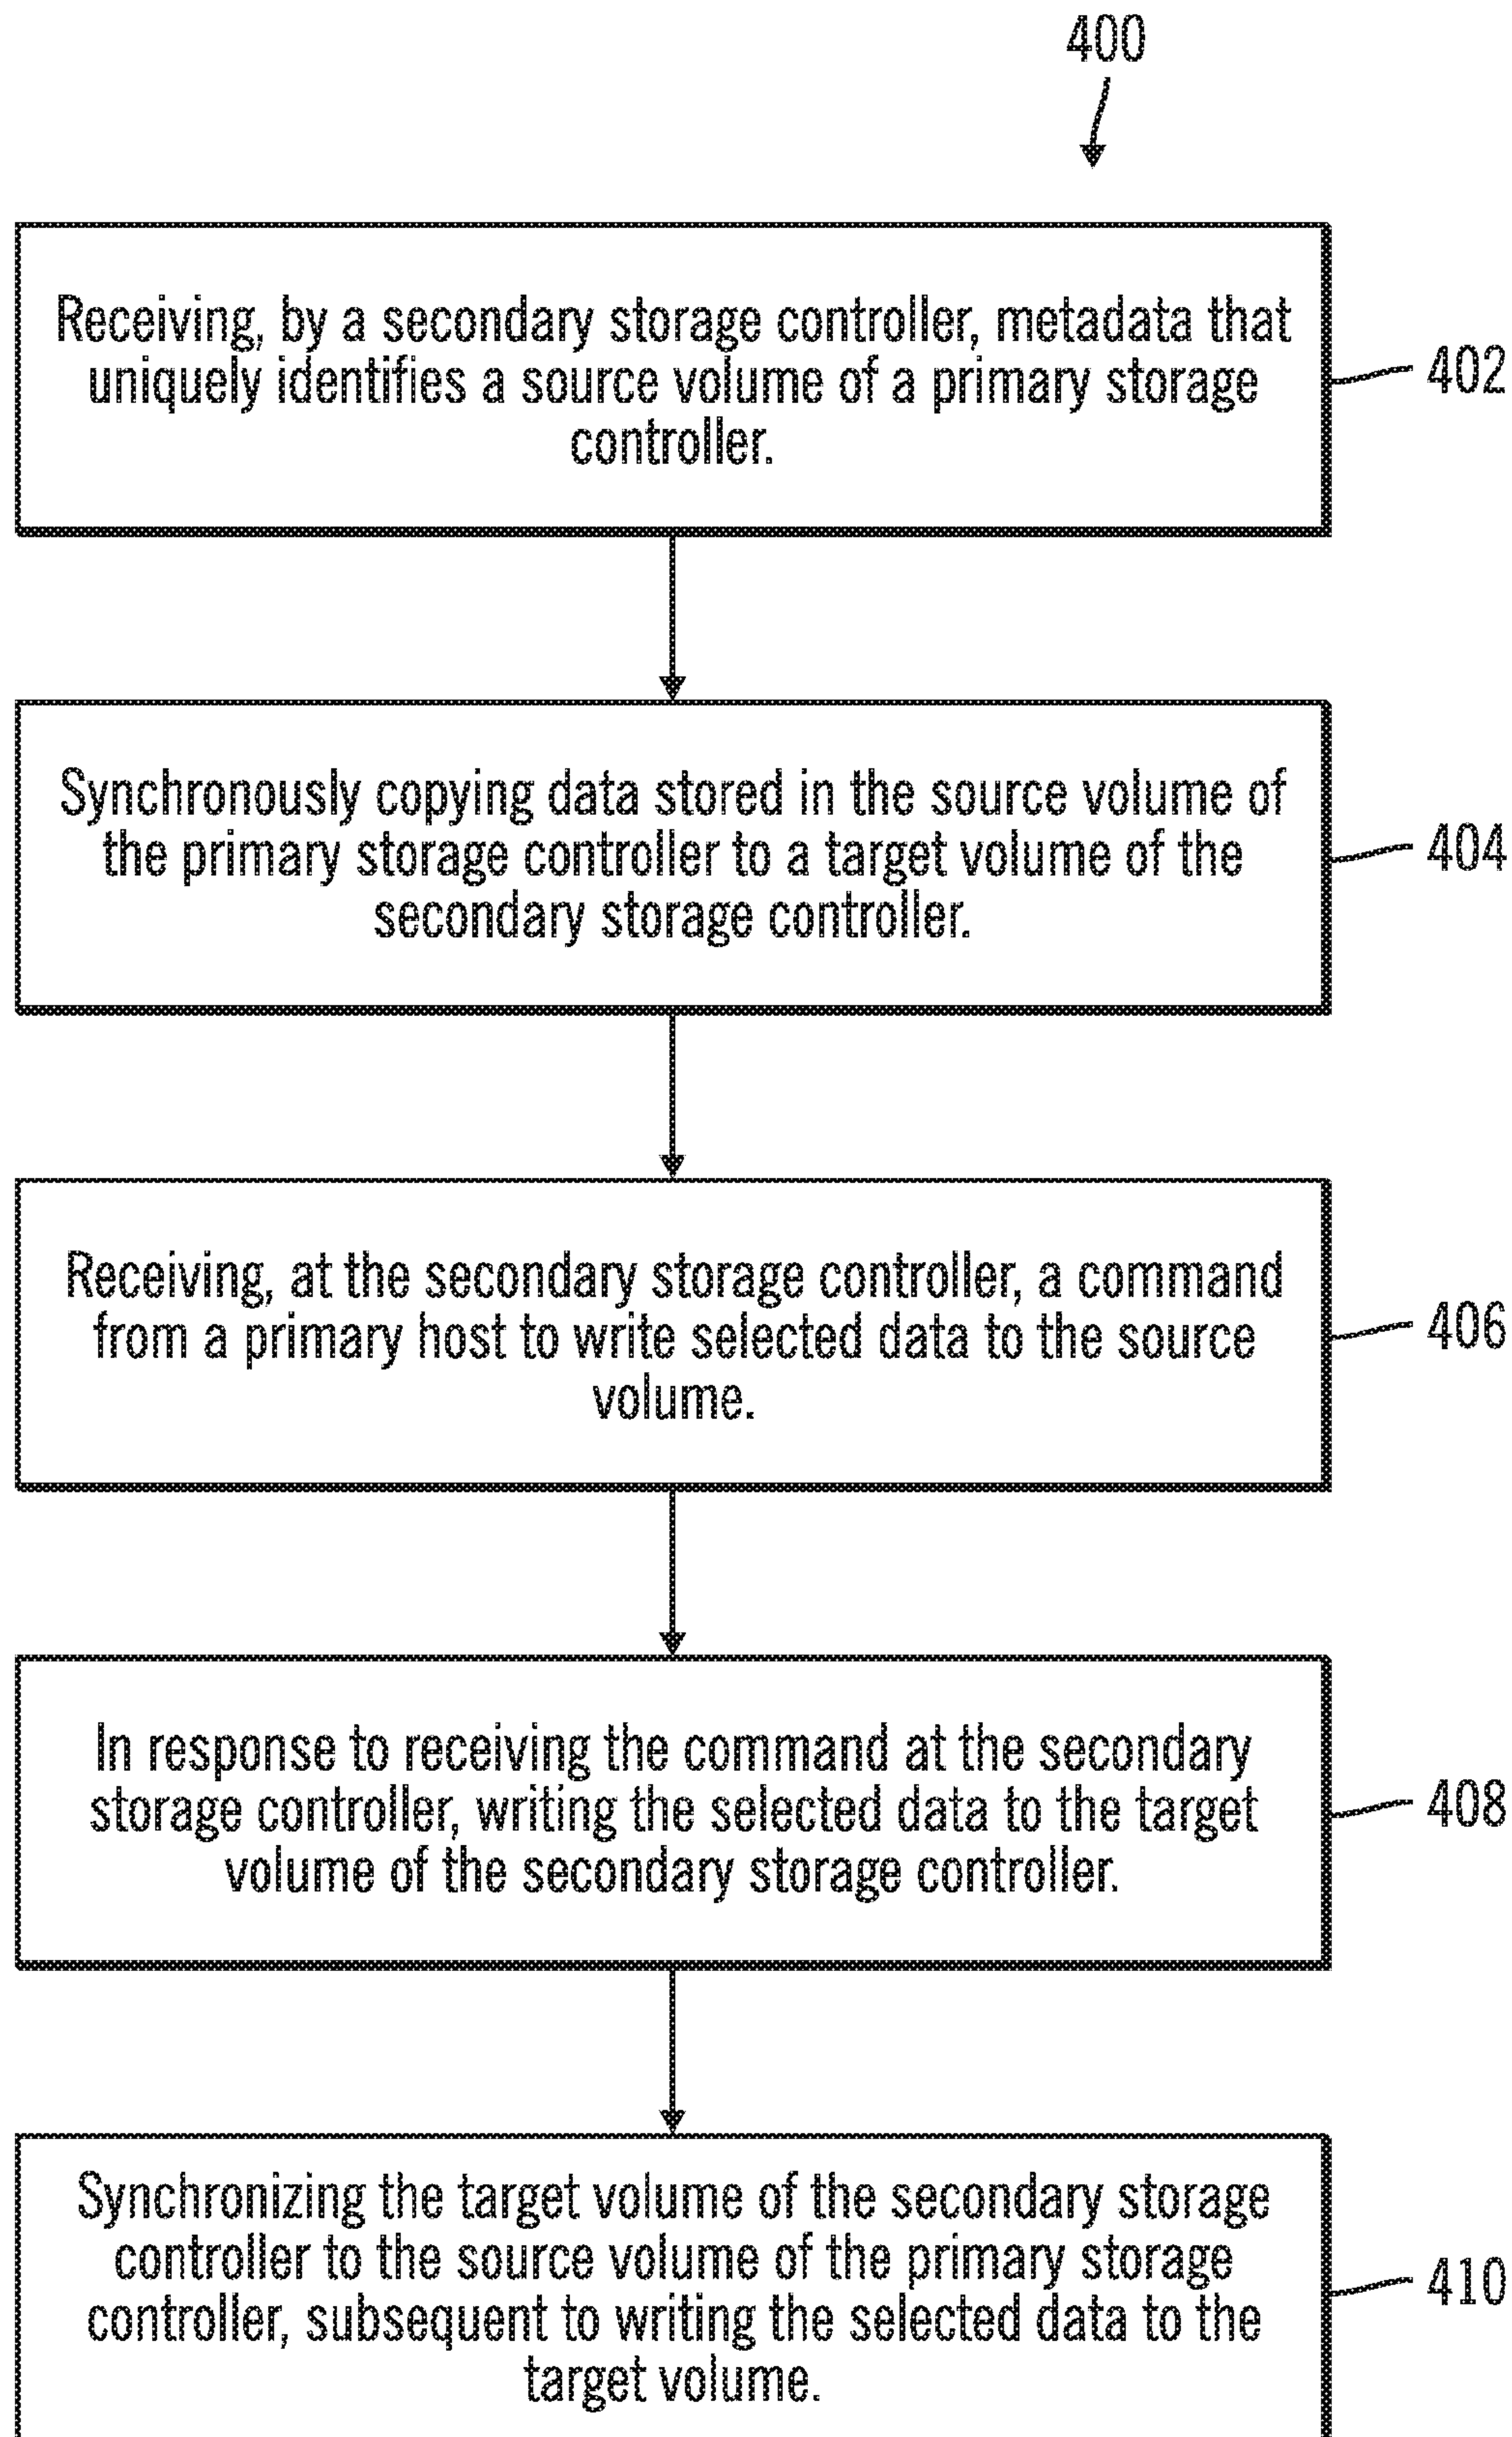 400
Receiving, by a secondary storage controller, metadata that
uniquely identifies a source volume of a primary storage
controller.
402
Synchronously copying data stored in the source volume of
the primary storage controller to a target volume of the
secondary storage controller.
404
Receiving, at the secondary storage controller, a command
from a primary host to write selected data to the source
volume.
406
In response to receiving the command at the secondary
storage controller, writing the selected data to the target
volume of the secondary storage controller.
408
Synchronizing the target volume of the secondary storage
controller to the source volume of the primary storage
controller, subsequent to writing the selected data to the
target volume.
410